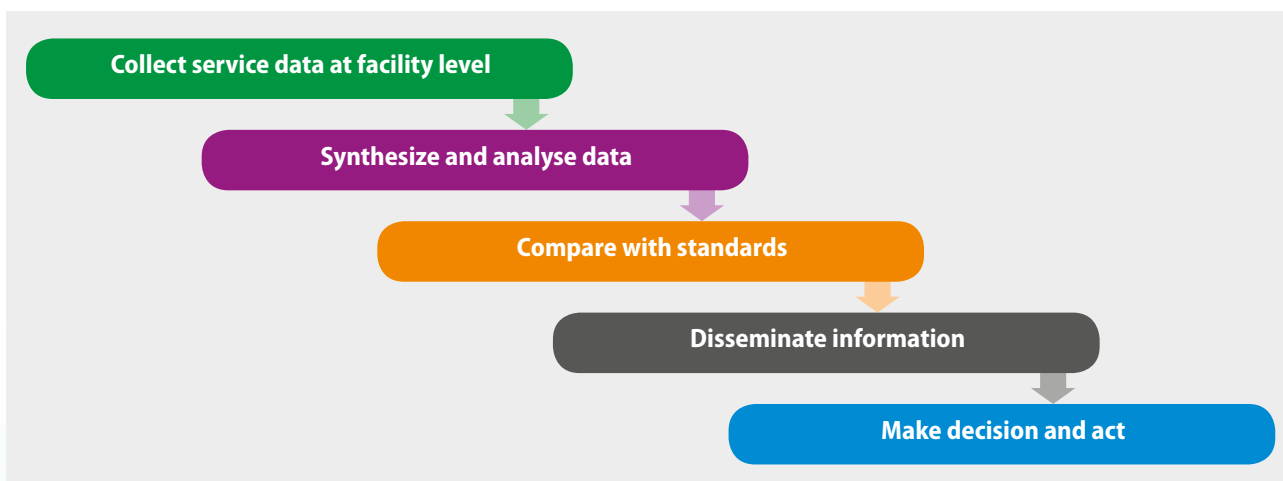 Collect service data at facility level
Synthesize and analyse data
Compare with standards
Disseminate information
Make decision and act